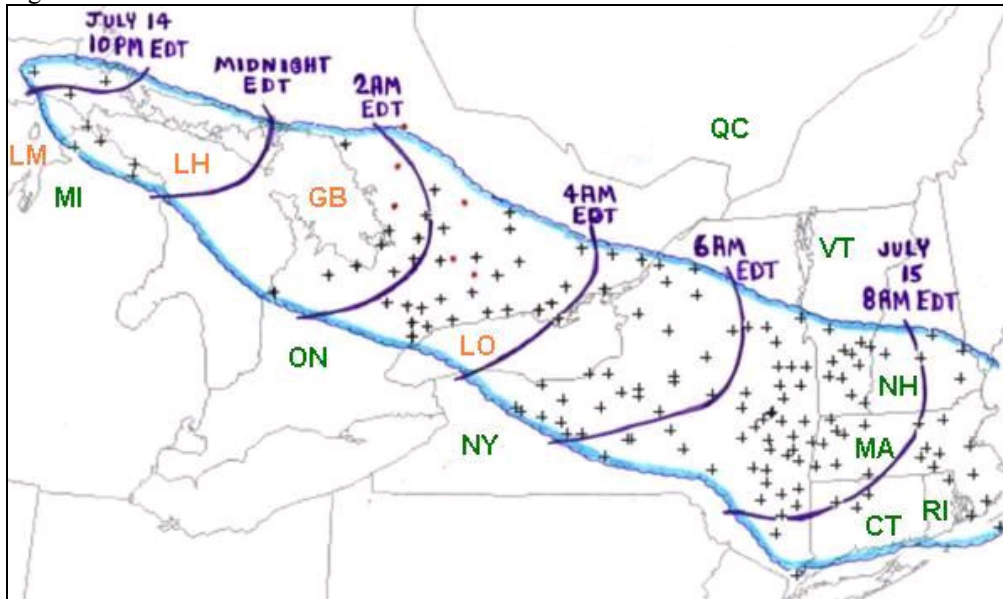 JULY 14
10PM EDT
MIDNIGHT
EDT
2AM
EDT
QC
LM
LH
MI
GB
4AM
EDT
6AM
EDT
VT
JULY
15
8AM EDT
ON
LO
NH
NY
MA
CT
RI